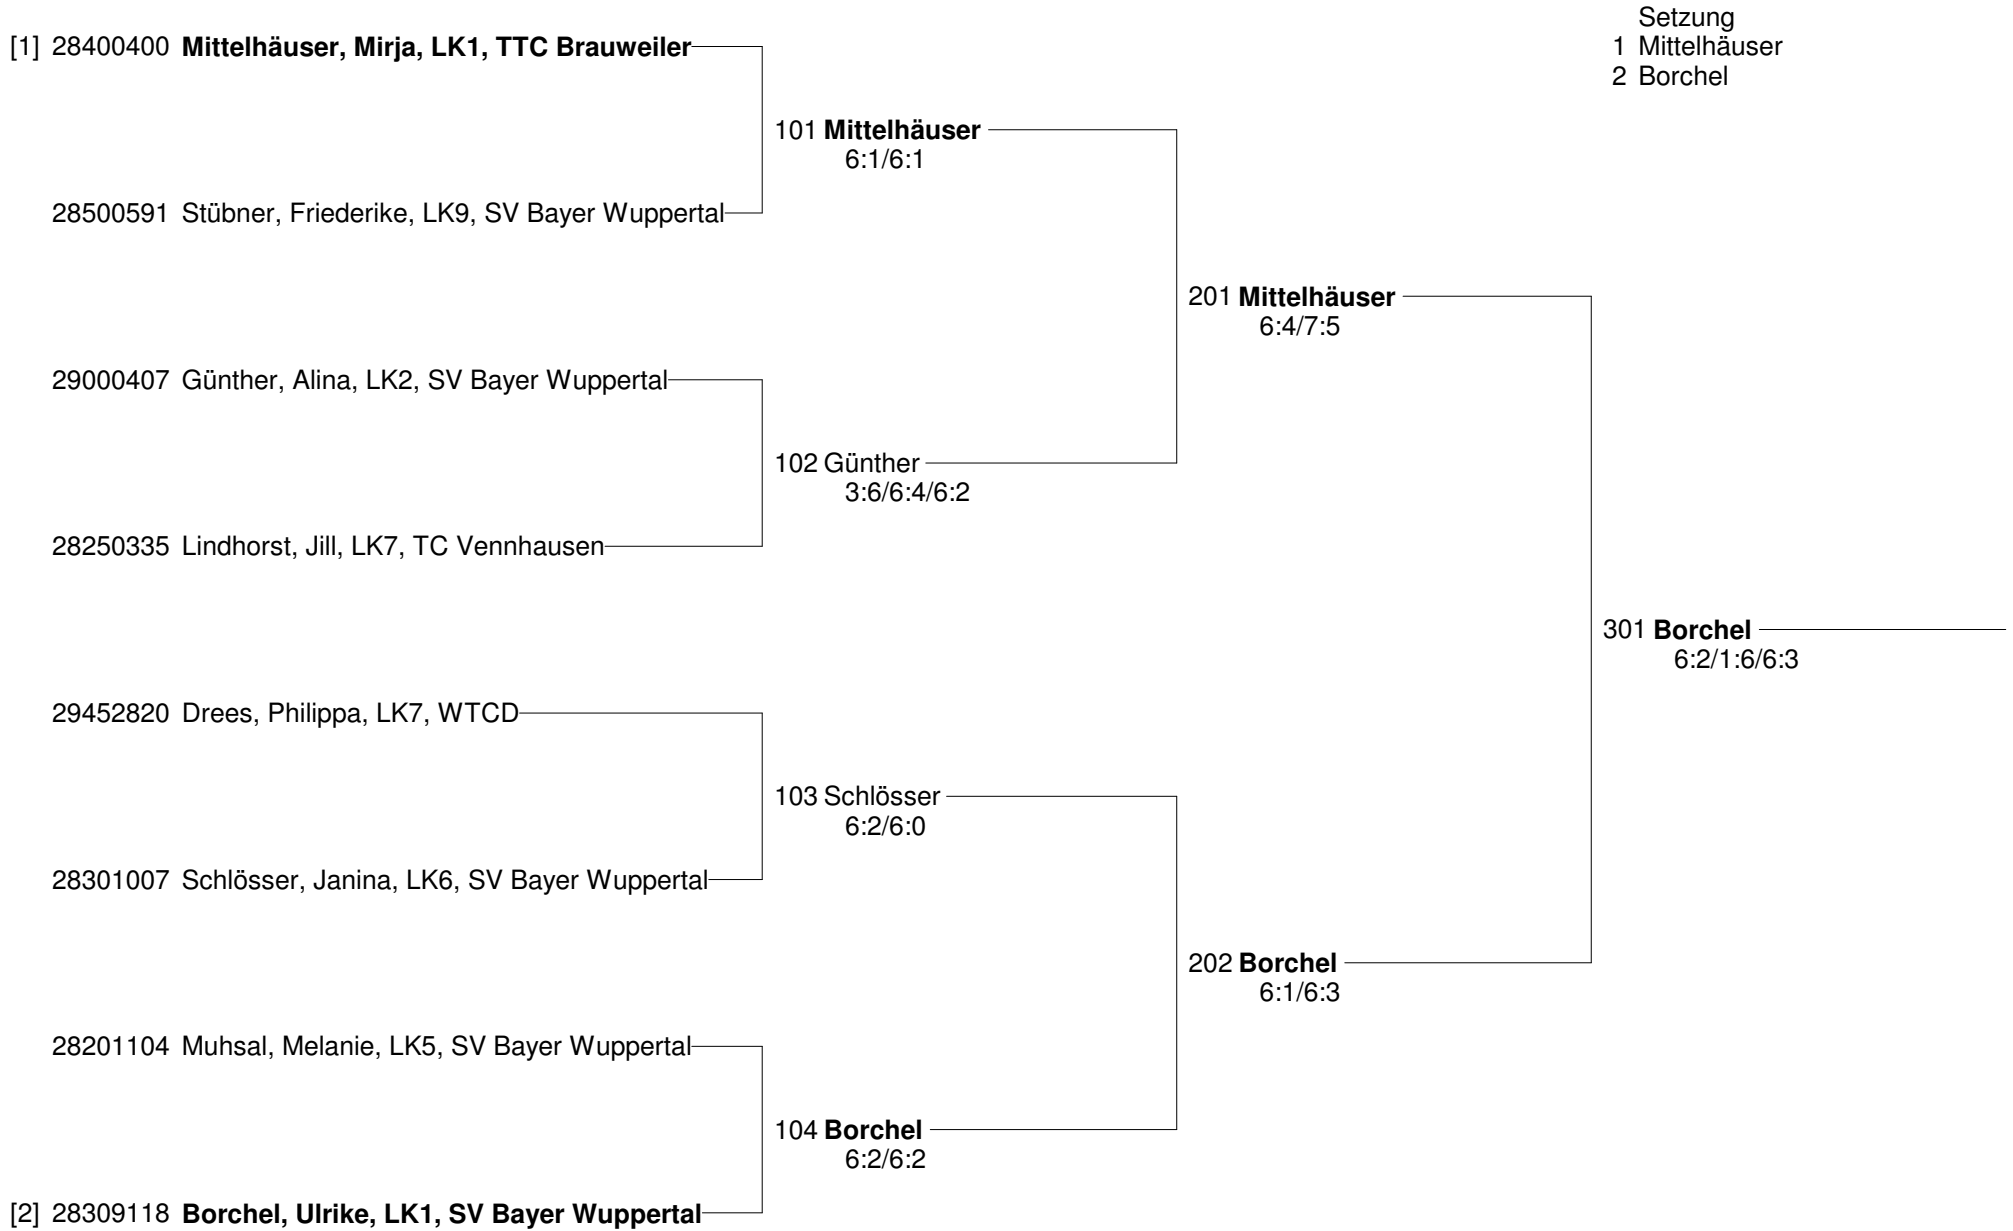 Setzung
1 Mittelhäuser
2 Borchel
[1] 28400400 Mittelhäuser, Mirja, LK1, TTC Brauweiler
101 Mittelhäuser
6:1/6:1
28500591 Stübner, Friederike, LK9, SV Bayer Wuppertal
201 Mittelhäuser
6:4/7:5
29000407 Günther, Alina, LK2, SV Bayer Wuppertal
102 Günther
3:6/6:4/6:2
28250335 Lindhorst, Jill, LK7, TC Vennhausen
301 Borchel
6:2/1:6/6:3
29452820 Drees, Philippa, LK7, WTCD
103 Schlösser
6:2/6:0
28301007 Schlösser, Janina, LK6, SV Bayer Wuppertal
202 Borchel
6:1/6:3
28201104 Muhsal, Melanie, LK5, SV Bayer Wuppertal
104 Borchel
6:2/6:2
[2] 28309118 Borchel, Ulrike, LK1, SV Bayer Wuppertal